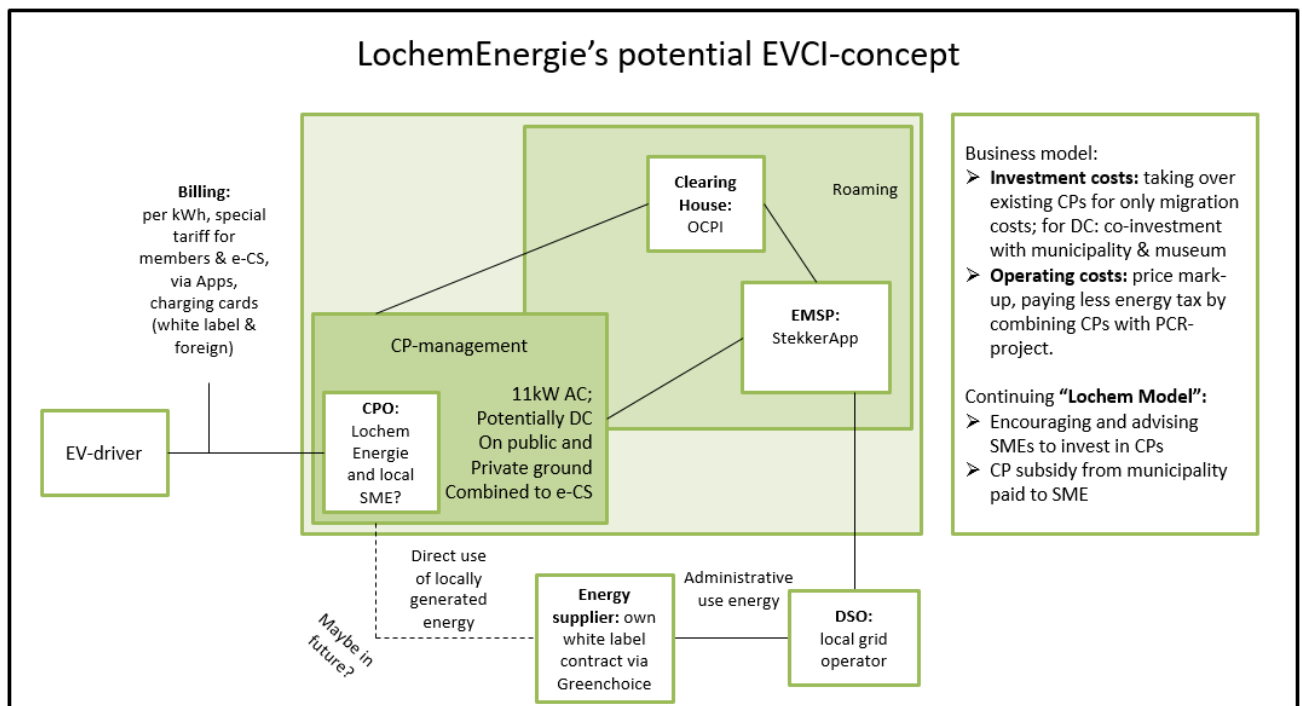 LochemEnergie’s potential EVCI-concept
Billing:
per kWh, special
tariff for
members & e-CS,
via Apps,
charging cards
(white label &
foreign)
EV-driver
Clearing
House:
OCPI
Roaming
EMSP:
StekkerApp
CP-management
CPO:
Lochem
Energie
and local
SME?
11kW AC;
Potentially DC
On public and
Private ground
Combined to e-CS
Direct use
of locally
generated
energy
Maybe in
future?
Energy
supplier: own
white label
contract via
Greenchoice
Administrative
use energy
DSO:
local grid
operator
Business model:
➢ Investment costs: taking over
existing CPs for only migration
costs; for DC: co-investment
with municipality & museum
➢ Operating costs: price mark-
up, paying less energy tax by
combining CPs with PCR-
project.
Continuing “Lochem Model”:
➢ Encouraging and advising
SMEs to invest in CPs
➢ CP subsidy from municipality
paid to SME